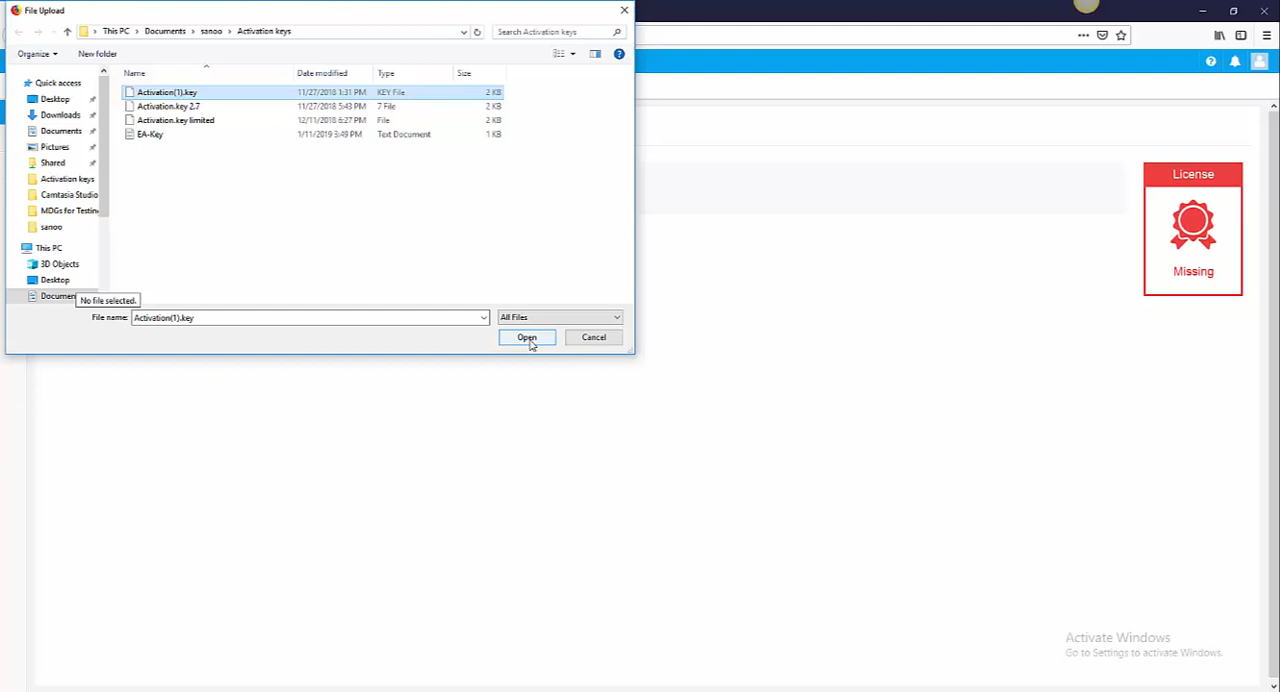 File Upload
This PC > Documents > sanoo > Activation keys
Search Activation keys
Organize
New folder
Name Date modified Type Size
Activation(1).key 11/27/2018 1:31 PM KEY File 2 KB
Activation.key 2.7 11/27/2018 5:43 PM 7 File 2 KB
Activation.key limited 12/11/2018 6:27 PM File 2 KB
EA-Key 1/11/2019 3:49 PM Text Document 1 KB
Quick access
Desktop
Downloads
Documents
Pictures
Shared
Activation keys
Camtasia Studio
MDGs for Testing
sanoo
This PC
3D Objects
Desktop
Documen
No file selected.
File name: Activation(1).key
All Files
Open
Cancel
License
Missing
Activate Windows
Go to Settings to activate Windows.